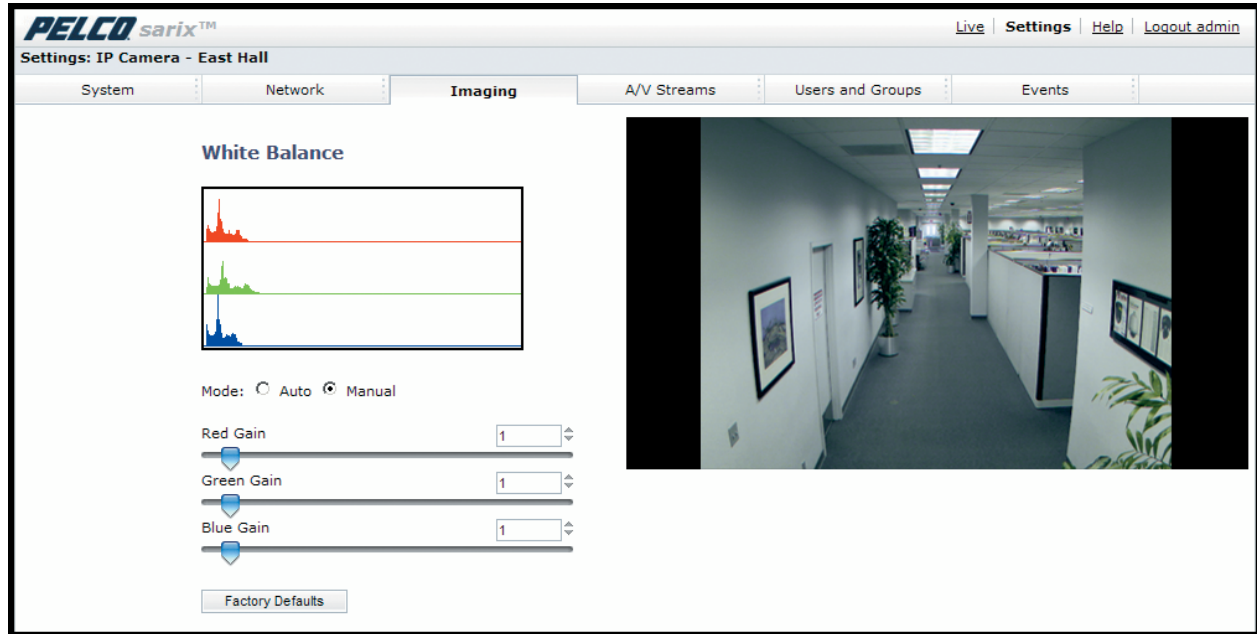 PELCO sarix™
Live | Settings | Help | Logout admin
Settings: IP Camera - East Hall
System Network Imaging A/V Streams Users and Groups Events
White Balance
Mode: Auto Manual
Red Gain 1
Green Gain 1
Blue Gain 1
Factory Defaults